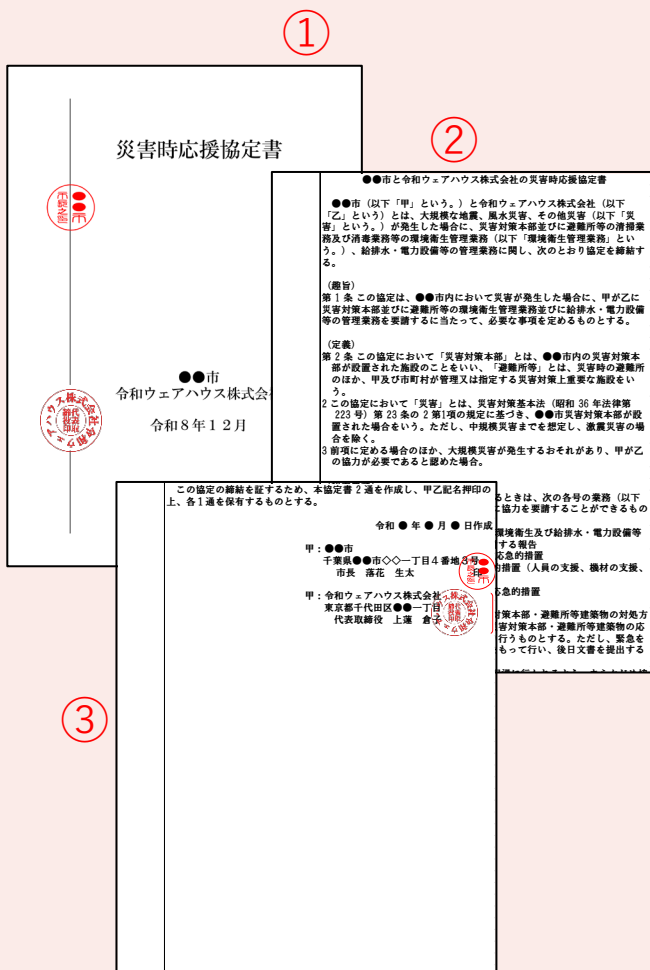 ①
災害時応援協定書
●●市
令和ウェアハウス株式会
令和８年１２月
②
●●市と令和ウェアハウス株式会社の災害時応援協定書
●●市（以下「甲」という。）と令和ウェアハウス株式会社（以下
「乙」という）とは、大規模な地震、風水災害、その他災害（以下「災
害」という。）が発生した場合に、災害対策本部並びに避難所等の清掃業
務及び消毒業務等の環境衛生管理業務（以下「環境衛生管理業務」とい
う。）、給排水・電力設備等の管理業務に関し、次のとおり協定を締結す
る。
（趣旨）
第１条 この協定は、●●市内において災害が発生した場合に、甲が乙に
災害対策本部並びに避難所等の環境衛生管理業務並びに給排水・電力設備
等の管理業務を要請するに当たって、必要な事項を定めるものとする。
（定義）
第２条 この協定において「災害対策本部」とは、●●市内の災害対策本
部が設置された施設のことをいい、「避難所等」とは、災害時の避難所
のほか、甲及び市町村が管理又は指定する災害対策上重要な施設をい
う。
２ この協定において「災害」とは、災害対策基本法（昭和 36 年法律第
223 号）第 23 条の 2 第1項の規定に基づき、●●市災害対策本部が設
置された場合をいう。ただし、中規模災害までを想定し、激震災害の場
合を除く。
３ 前項に定める場合のほか、大規模災害が発生するおそれがあり、甲が乙
の協力が必要であると認めた場合。
るときは、次の各号の業務（以下
に協力を要請することができるもの
環境衛生及び給排水・電力設備等
する報告
応急的措置
的措置（人員の支援、機材の支援、
応急的措置
対策本部・避難所等建築物の対処方
害対策本部・避難所等建築物の応
行うものとする。ただし、緊急を
もって行い、後日文書を提出する
③
この協定の締結を証するため、本協定書２通を作成し、甲乙記名押印の
上、各１通を保有するものとする。
令和 ● 年 ● 月 ● 日作成
甲：●●市
千葉県●●市◇◇一丁目４番地３号
市長　落花　生太　印
甲：令和ウェアハウス株式会社
東京都千代田区●●一丁目
代表取締役　上蓮　倉子